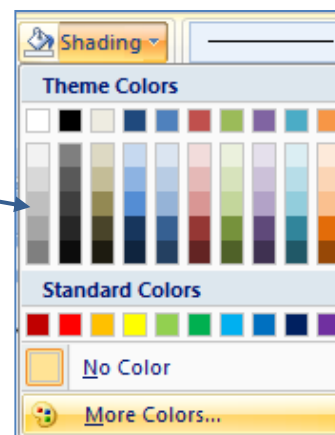 Shading
Theme Colors
Standard Colors
No Color
More Colors...